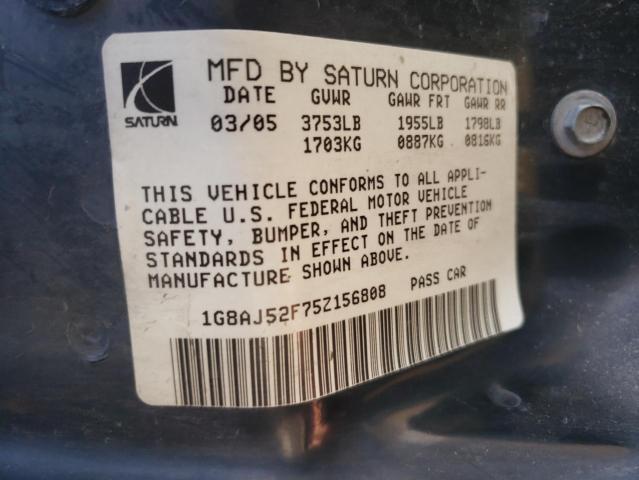 SATURN
MFD BY SATURN CORPORATION
DATE GVWR GAWR FRT GAWR RR
03/05 3753LB 1955LB 1798LB
1703KG 0887KG 0816KG
THIS VEHICLE CONFORMS TO ALL APPLI-
CABLE U.S. FEDERAL MOTOR VEHICLE
SAFETY, BUMPER, AND THEFT PREVENTION
STANDARDS IN EFFECT ON THE DATE OF
MANUFACTURE SHOWN ABOVE.
1G8AJ52F75Z156808 PASS CAR